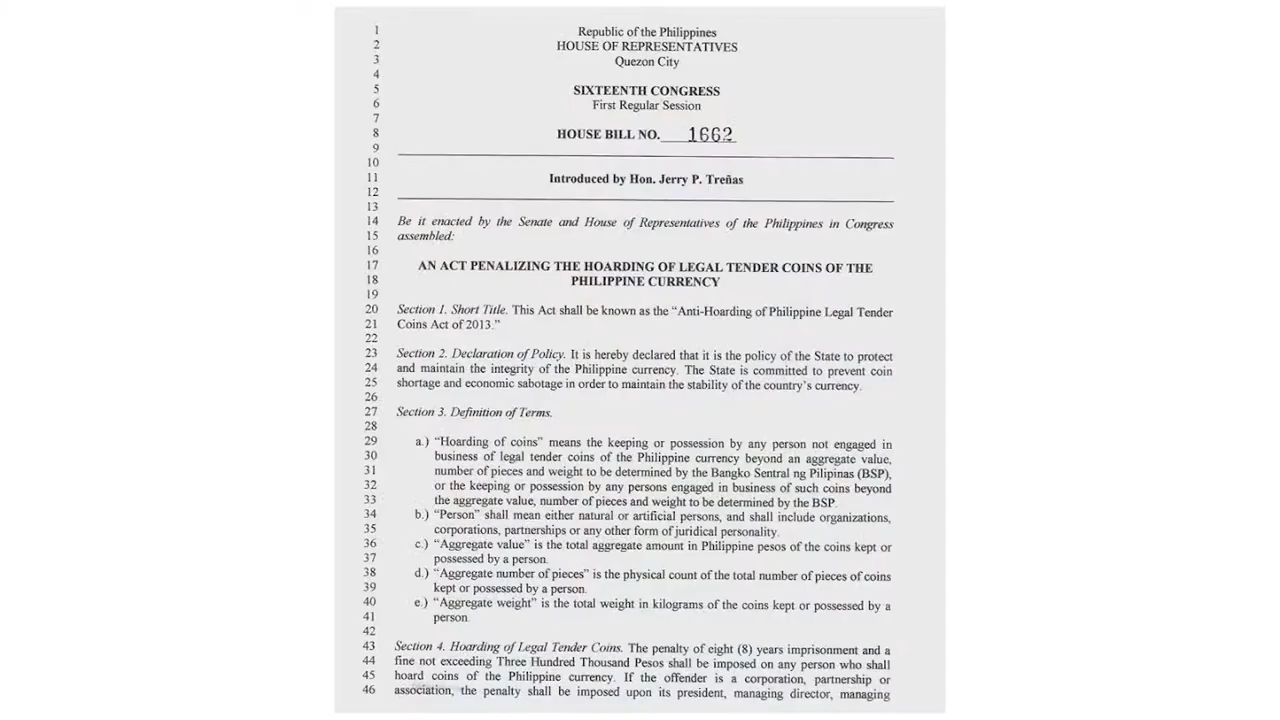 1 Republic of the Philippines
2 HOUSE OF REPRESENTATIVES
3 Quezon City
4
5 SIXTEENTH CONGRESS
6 First Regular Session
7
8 HOUSE BILL NO. 1662
9
10
11 Introduced by Hon. Jerry P. Treñas
12
13
14 Be it enacted by the Senate and House of Representatives of the Philippines in Congress
15 assembled:
16
17 AN ACT PENALIZING THE HOARDING OF LEGAL TENDER COINS OF THE
18 PHILIPPINE CURRENCY
19
20 Section 1. Short Title. This Act shall be known as the “Anti-Hoarding of Philippine Legal Tender
21 Coins Act of 2013.”
22
23 Section 2. Declaration of Policy. It is hereby declared that it is the policy of the State to protect
24 and maintain the integrity of the Philippine currency. The State is committed to prevent coin
25 shortage and economic sabotage in order to maintain the stability of the country’s currency.
26
27 Section 3. Definition of Terms.
28
29 a.) “Hoarding of coins” means the keeping or possession by any person not engaged in
30 business of legal tender coins of the Philippine currency beyond an aggregate value,
31 number of pieces and weight to be determined by the Bangko Sentral ng Pilipinas (BSP),
32 or the keeping or possession by any persons engaged in business of such coins beyond
33 the aggregate value, number of pieces and weight to be determined by the BSP.
34 b.) “Person” shall mean either natural or artificial persons, and shall include organizations,
35 corporations, partnerships or any other form of juridical personality.
36 c.) “Aggregate value” is the total aggregate amount in Philippine pesos of the coins kept or
37 possessed by a person.
38 d.) “Aggregate number of pieces” is the physical count of the total number of pieces of coins
39 kept or possessed by a person.
40 e.) “Aggregate weight” is the total weight in kilograms of the coins kept or possessed by a
41 person.
42
43 Section 4. Hoarding of Legal Tender Coins. The penalty of eight (8) years imprisonment and a
44 fine not exceeding Three Hundred Thousand Pesos shall be imposed on any person who shall
45 hoard coins of the Philippine currency. If the offender is a corporation, partnership or
46 association, the penalty shall be imposed upon its president, managing director, managing